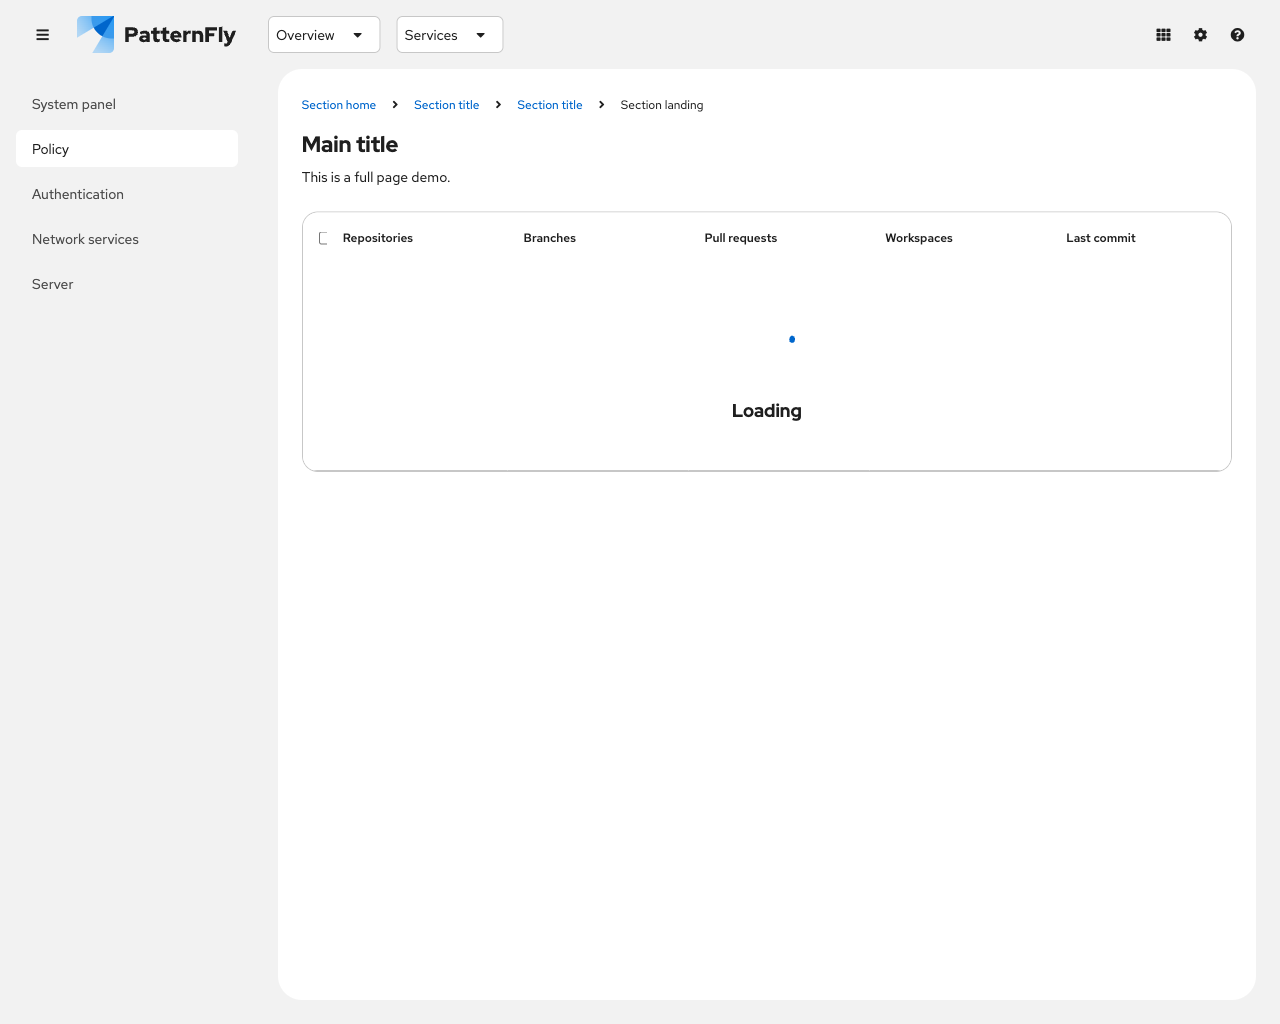 PatternFly
Overview
Services
System panel
Policy
Authentication
Network services
Server
Section home
Section title
Section title
Section landing
Main title
This is a full page demo.
Repositories Branches Pull requests Workspaces Last commit
Loading